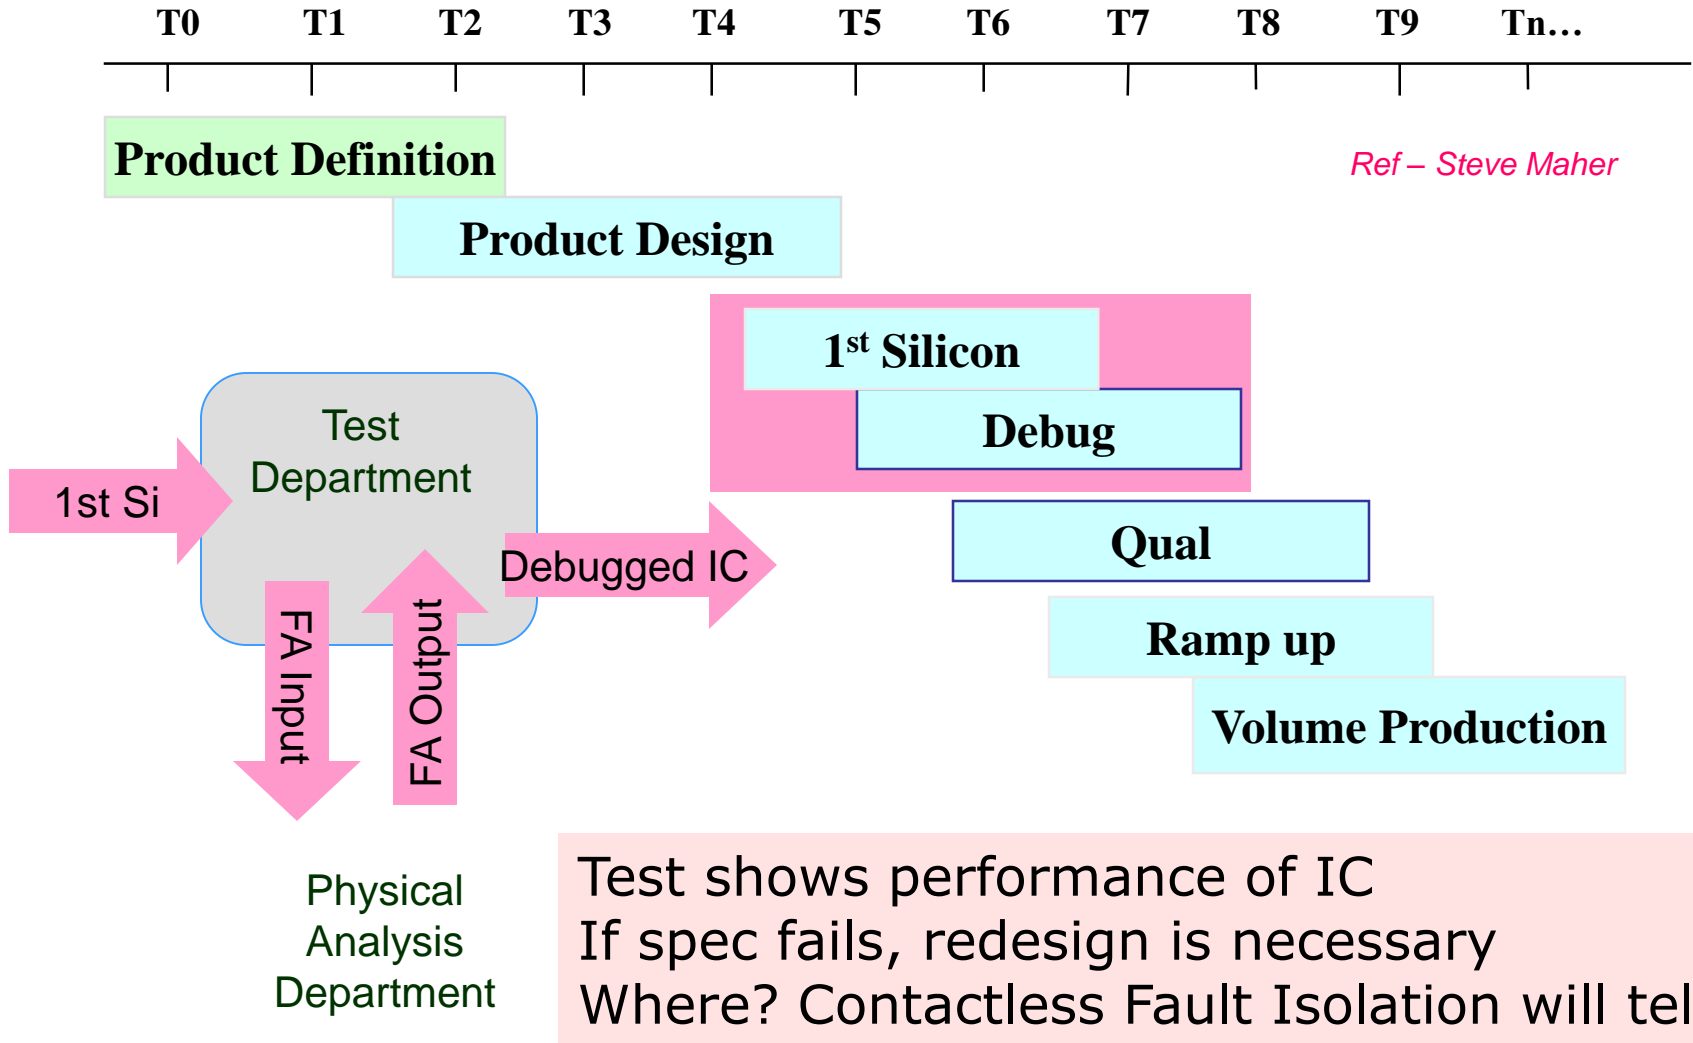 T0 T1 T2 T3 T4 T5 T6 T7 T8 T9 Tn…
Product Definition
Ref – Steve Maher
Product Design
1st Silicon
Debug
Test
Department
1st Si
Debugged IC
Qual
FA Input
FA Output
Ramp up
Volume Production
Physical
Analysis
Department
Test shows performance of IC
If spec fails, redesign is necessary
Where? Contactless Fault Isolation will tel